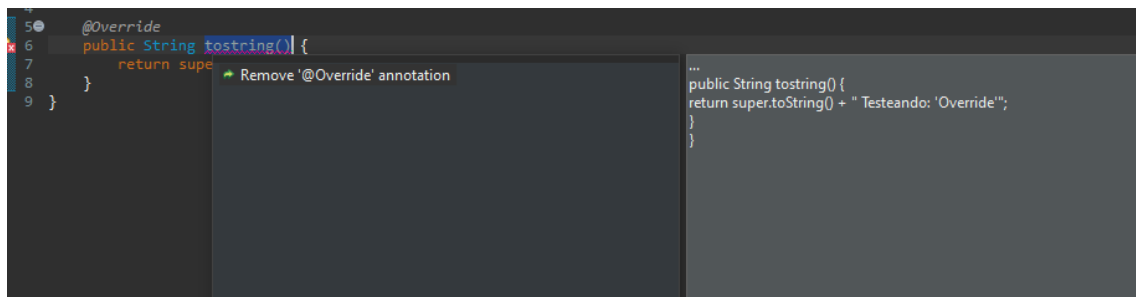 4
5 @Override
6 public String tostring() {
7 return supe
8 }
9 }
Remove '@Override' annotation
...
public String tostring() {
return super.toString() + " Testeando: 'Override'";
}
}